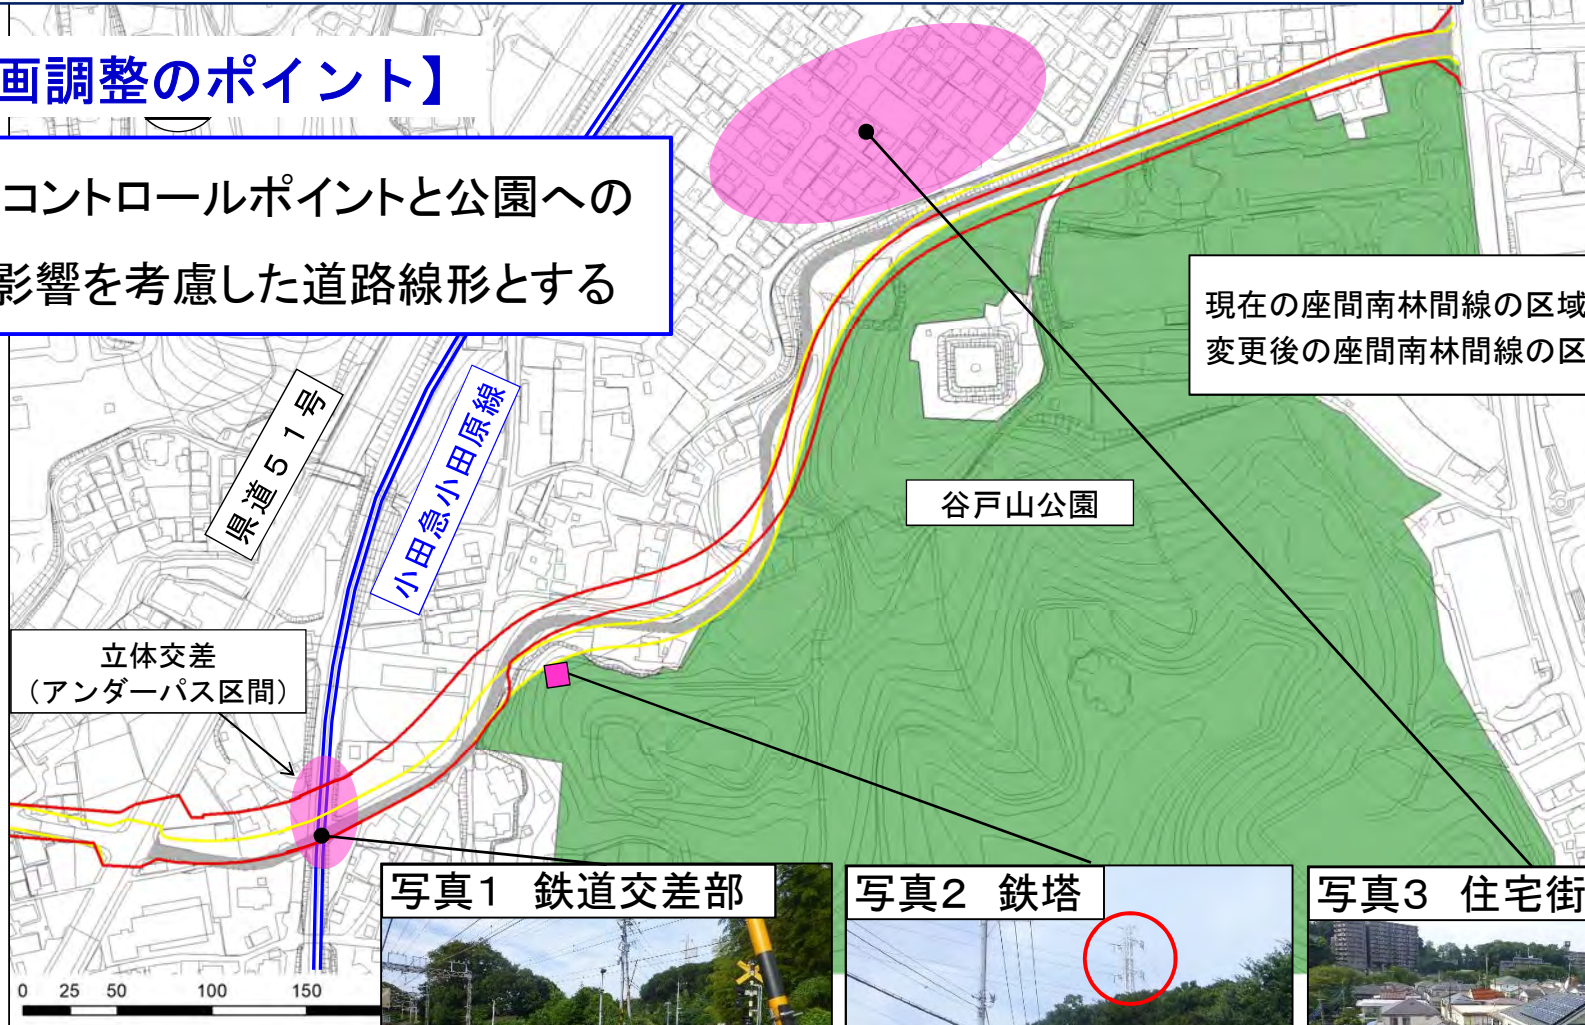 画調整のポイント】
コントロールポイントと公園への
影響を考慮した道路線形とする
県道51号
小田急小田原線
現在の座間南林間線の区域
変更後の座間南林間線の区
谷戸山公園
立体交差
（アンダーパス区間）
写真1 鉄道交差部
写真2 鉄塔
写真3 住宅街
0 25 50 100 150